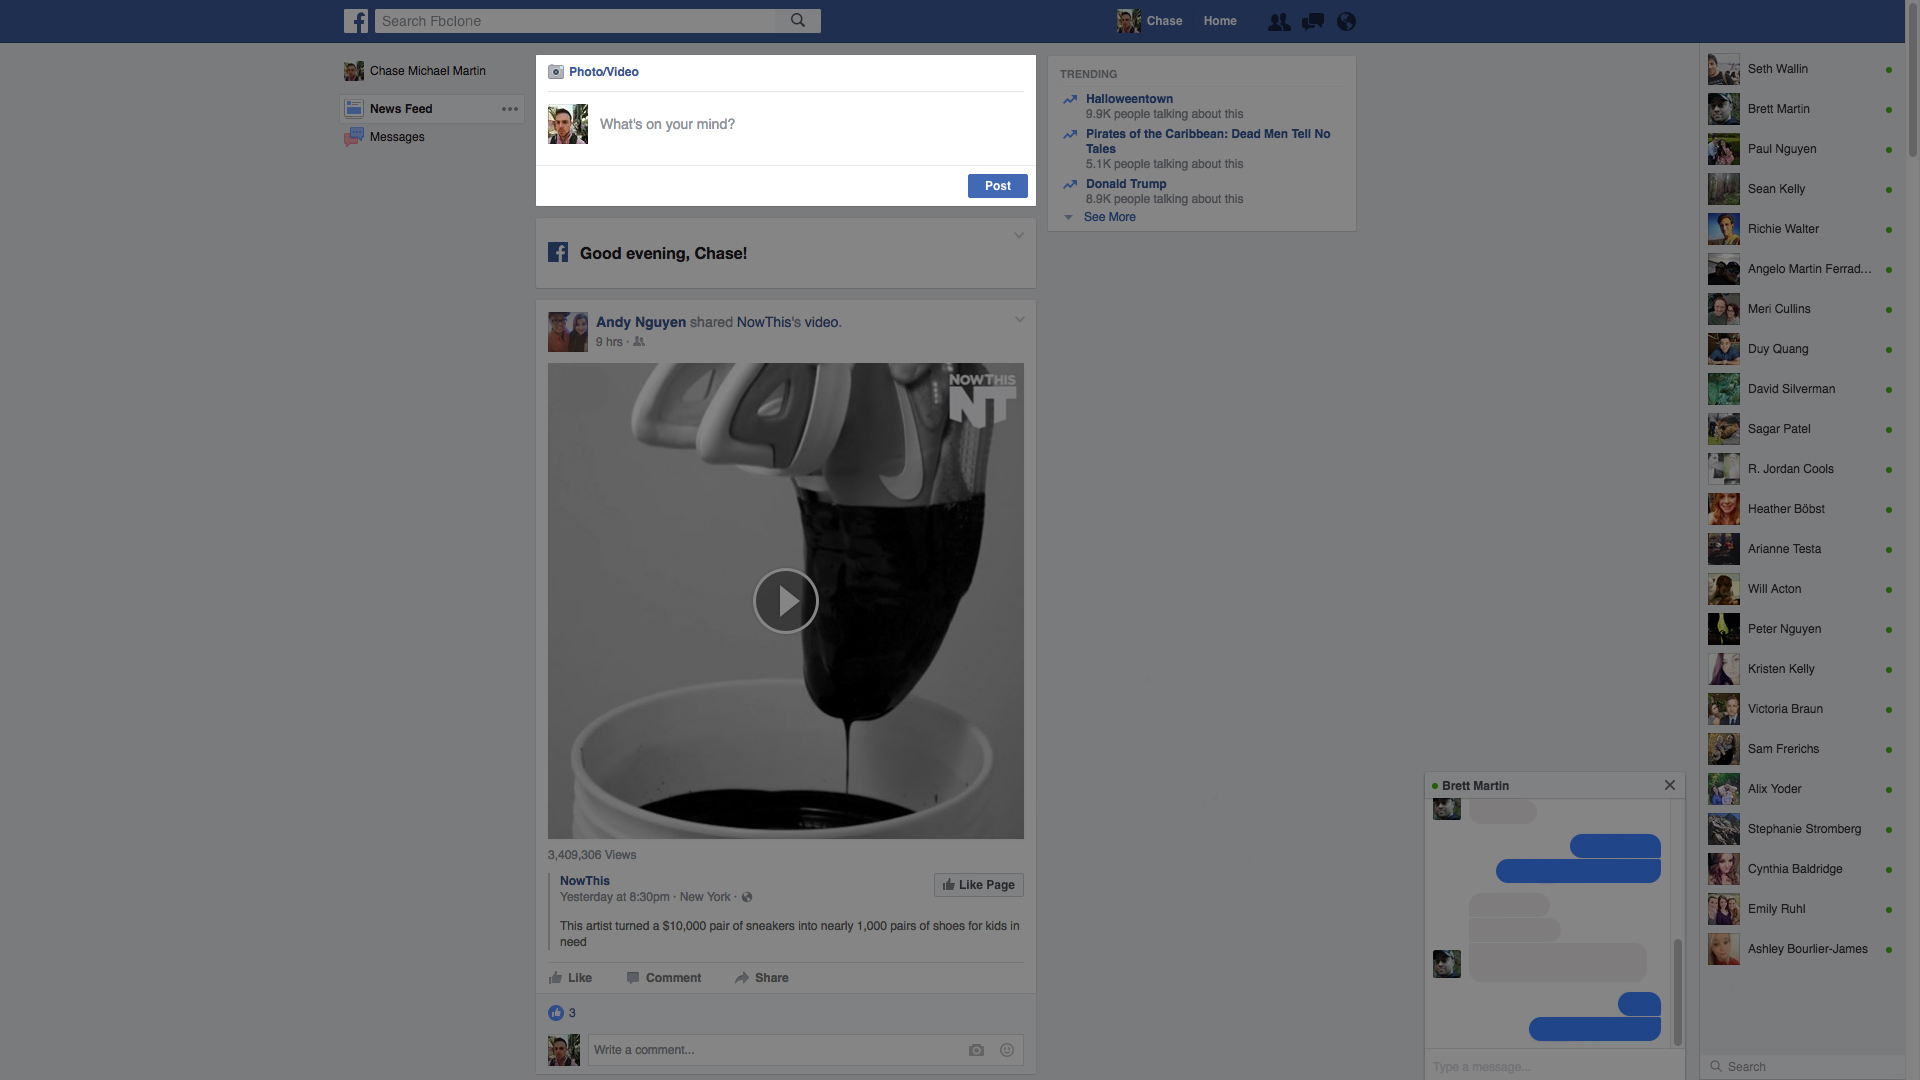 Search Fbclone
Chase
Home
Chase Michael Martin
News Feed
Messages
Photo/Video
What's on your mind?
Post
Good evening, Chase!
Andy Nguyen shared NowThis's video.
9 hrs ·
NOWTHIS
NT
3,409,306 Views
NowThis
Yesterday at 8:30pm · New York ·
Like Page
This artist turned a $10,000 pair of sneakers into nearly 1,000 pairs of shoes for kids in
need
Like
Comment
Share
3
Write a comment...
TRENDING
Halloweentown
9.9K people talking about this
Pirates of the Caribbean: Dead Men Tell No
Tales
5.1K people talking about this
Donald Trump
8.9K people talking about this
See More
Brett Martin
Type a message...
Seth Wallin
Brett Martin
Paul Nguyen
Sean Kelly
Richie Walter
Angelo Martin Ferrad...
Meri Cullins
Duy Quang
David Silverman
Sagar Patel
R. Jordan Cools
Heather Böbst
Arianne Testa
Will Acton
Peter Nguyen
Kristen Kelly
Victoria Braun
Sam Frerichs
Alix Yoder
Stephanie Stromberg
Cynthia Baldridge
Emily Ruhl
Ashley Bourlier-James
Search